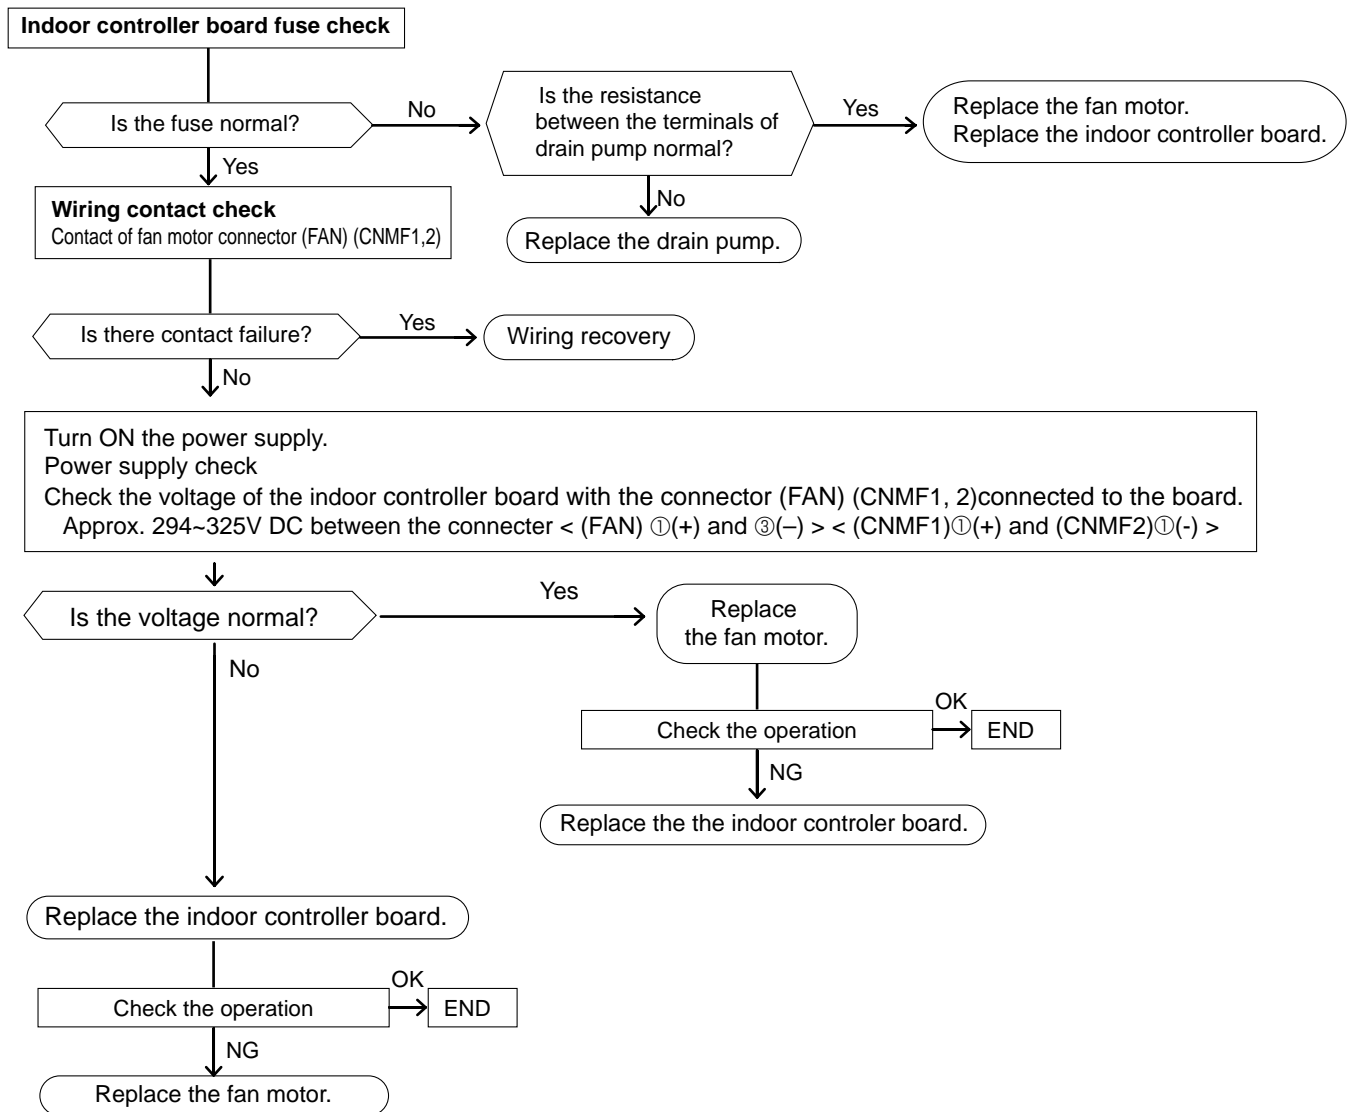 Indoor controller board fuse check
Is the fuse normal?
No
Is the resistance
between the terminals of
drain pump normal?
Yes
Replace the fan motor.
Replace the indoor controller board.
Yes
No
Replace the drain pump.
Wiring contact check
Contact of fan motor connector (FAN) (CNMF1,2)
Is there contact failure?
Yes
Wiring recovery
No
Turn ON the power supply.
Power supply check
Check the voltage of the indoor controller board with the connector (FAN) (CNMF1, 2)connected to the board.
Approx. 294~325V DC between the connecter < (FAN) ①(+) and ③(–) > < (CNMF1)①(+) and (CNMF2)①(-) >
Is the voltage normal?
Yes
Replace
the fan motor.
No
Check the operation
OK
END
NG
Replace the the indoor controler board.
Replace the indoor controller board.
Check the operation
OK
END
NG
Replace the fan motor.